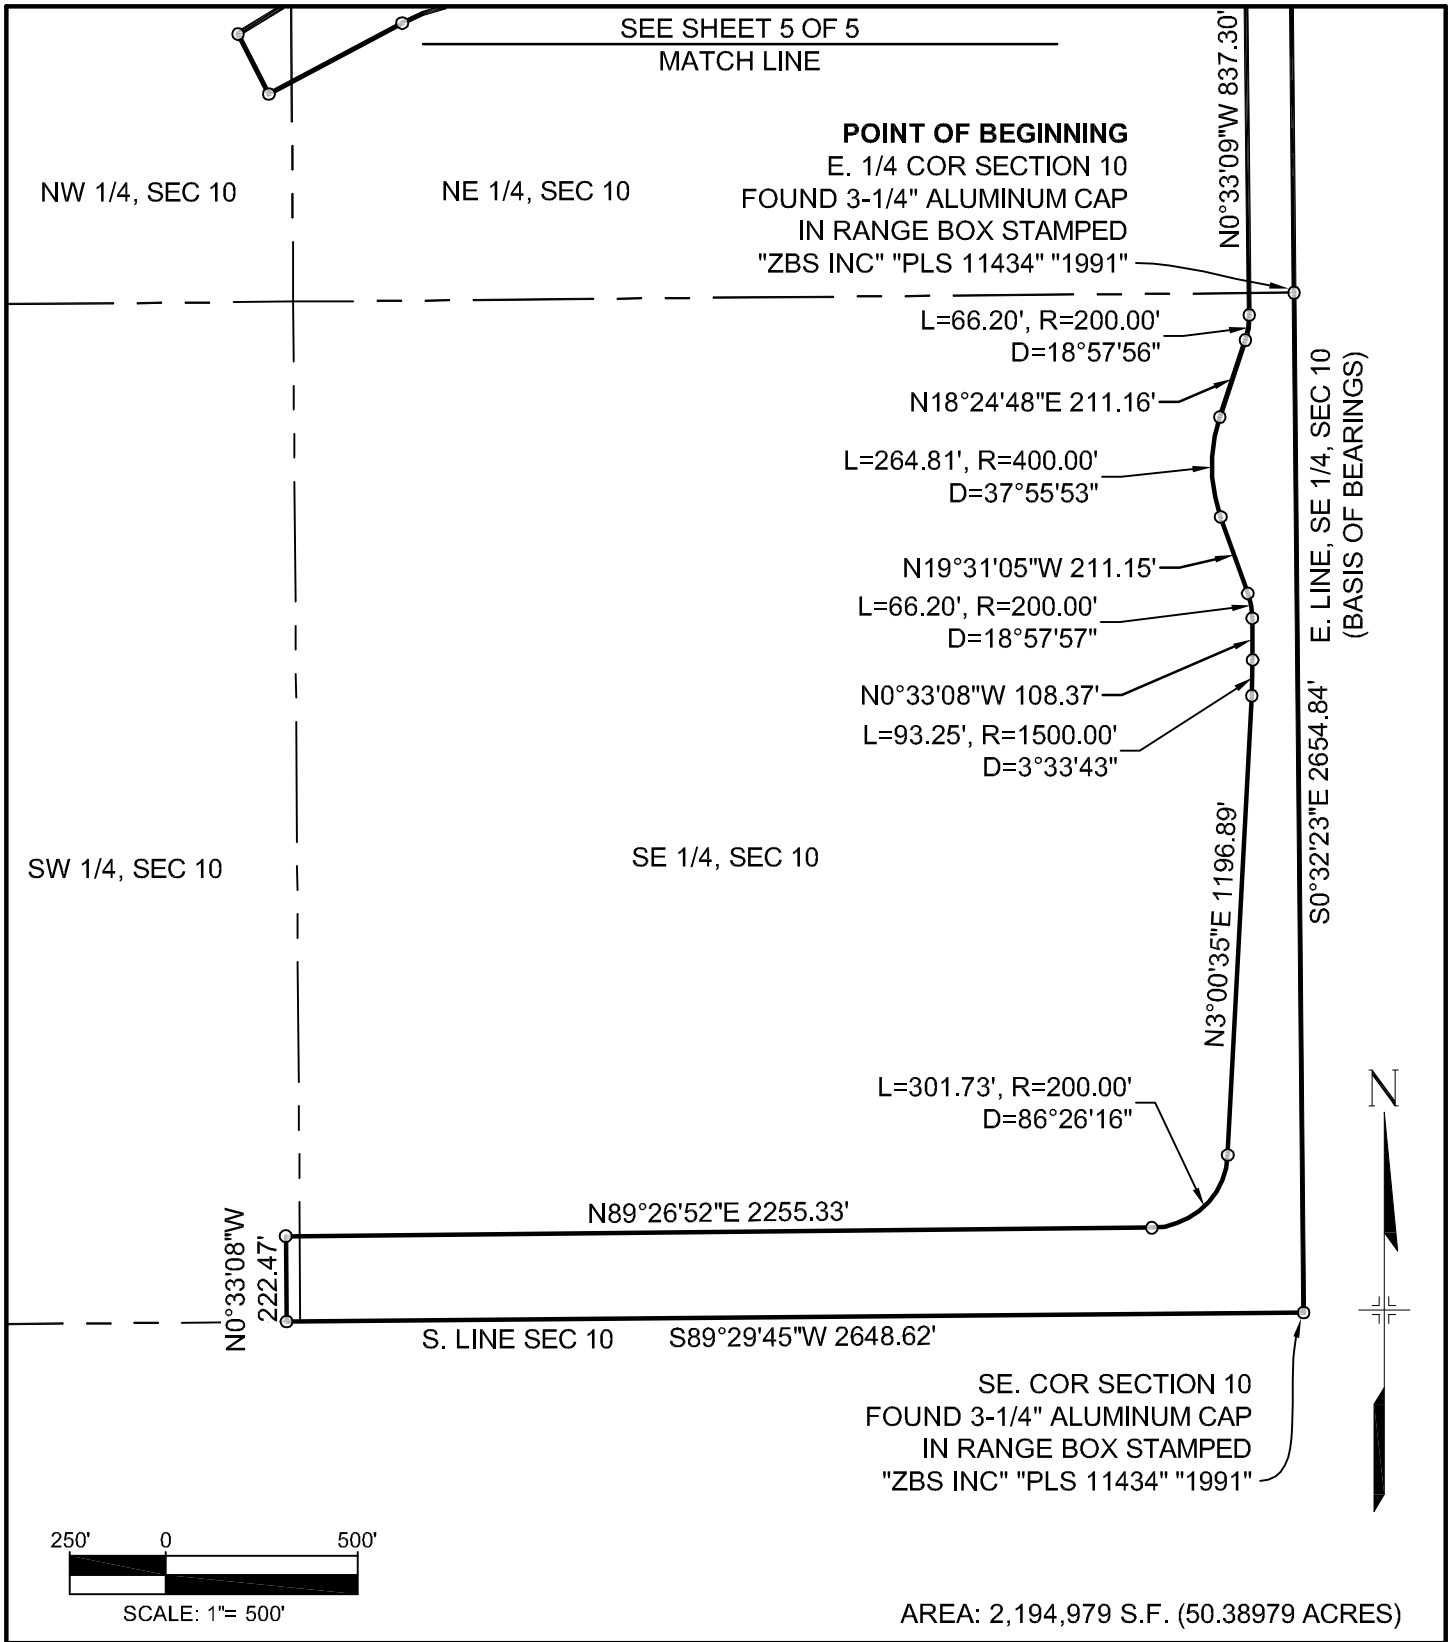 SEE SHEET 5 OF 5
MATCH LINE
N0°33'09"W 837.30'
POINT OF BEGINNING
E. 1/4 COR SECTION 10
FOUND 3-1/4" ALUMINUM CAP
IN RANGE BOX STAMPED
"ZBS INC" "PLS 11434" "1991"
NW 1/4, SEC 10
NE 1/4, SEC 10
L=66.20', R=200.00'
D=18°57'56"
N18°24'48"E 211.16'
L=264.81', R=400.00'
D=37°55'53"
E. LINE, SE 1/4, SEC 10
(BASIS OF BEARINGS)
N19°31'05"W 211.15'
L=66.20', R=200.00'
D=18°57'57"
N0°33'08"W 108.37'
L=93.25', R=1500.00'
D=3°33'43"
S0°32'23"E 2654.84'
SW 1/4, SEC 10
SE 1/4, SEC 10
N3°00'35"E 1196.89'
L=301.73', R=200.00'
D=86°26'16"
N
N89°26'52"E 2255.33'
N0°33'08"W
222.47'
S. LINE SEC 10
S89°29'45"W 2648.62'
SE. COR SECTION 10
FOUND 3-1/4" ALUMINUM CAP
IN RANGE BOX STAMPED
"ZBS INC" "PLS 11434" "1991"
250' 0 500'
SCALE: 1"= 500'
AREA: 2,194,979 S.F. (50.38979 ACRES)